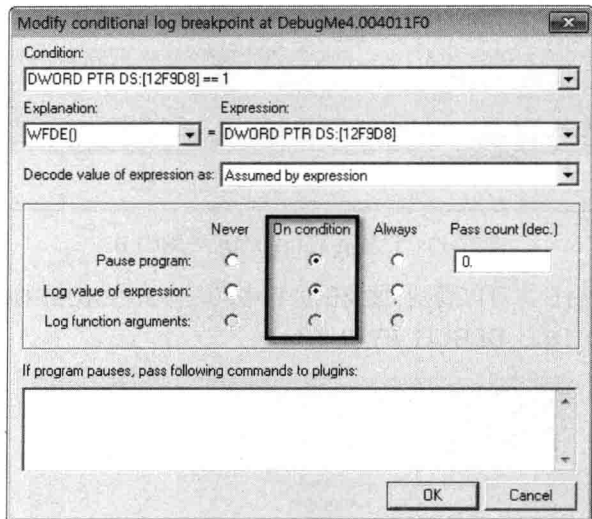 Modify conditional log breakpoint at DebugMe4.004011F0
Condition:
DWORD PTR DS:[12F9D8] == 1
Explanation: Expression:
WFDE() = DWORD PTR DS:[12F9D8]
Decode value of expression as: Assumed by expression
Never On condition Always Pass count (dec.)
Pause program: 0.
Log value of expression:
Log function arguments:
If program pauses, pass following commands to plugins:
OK Cancel